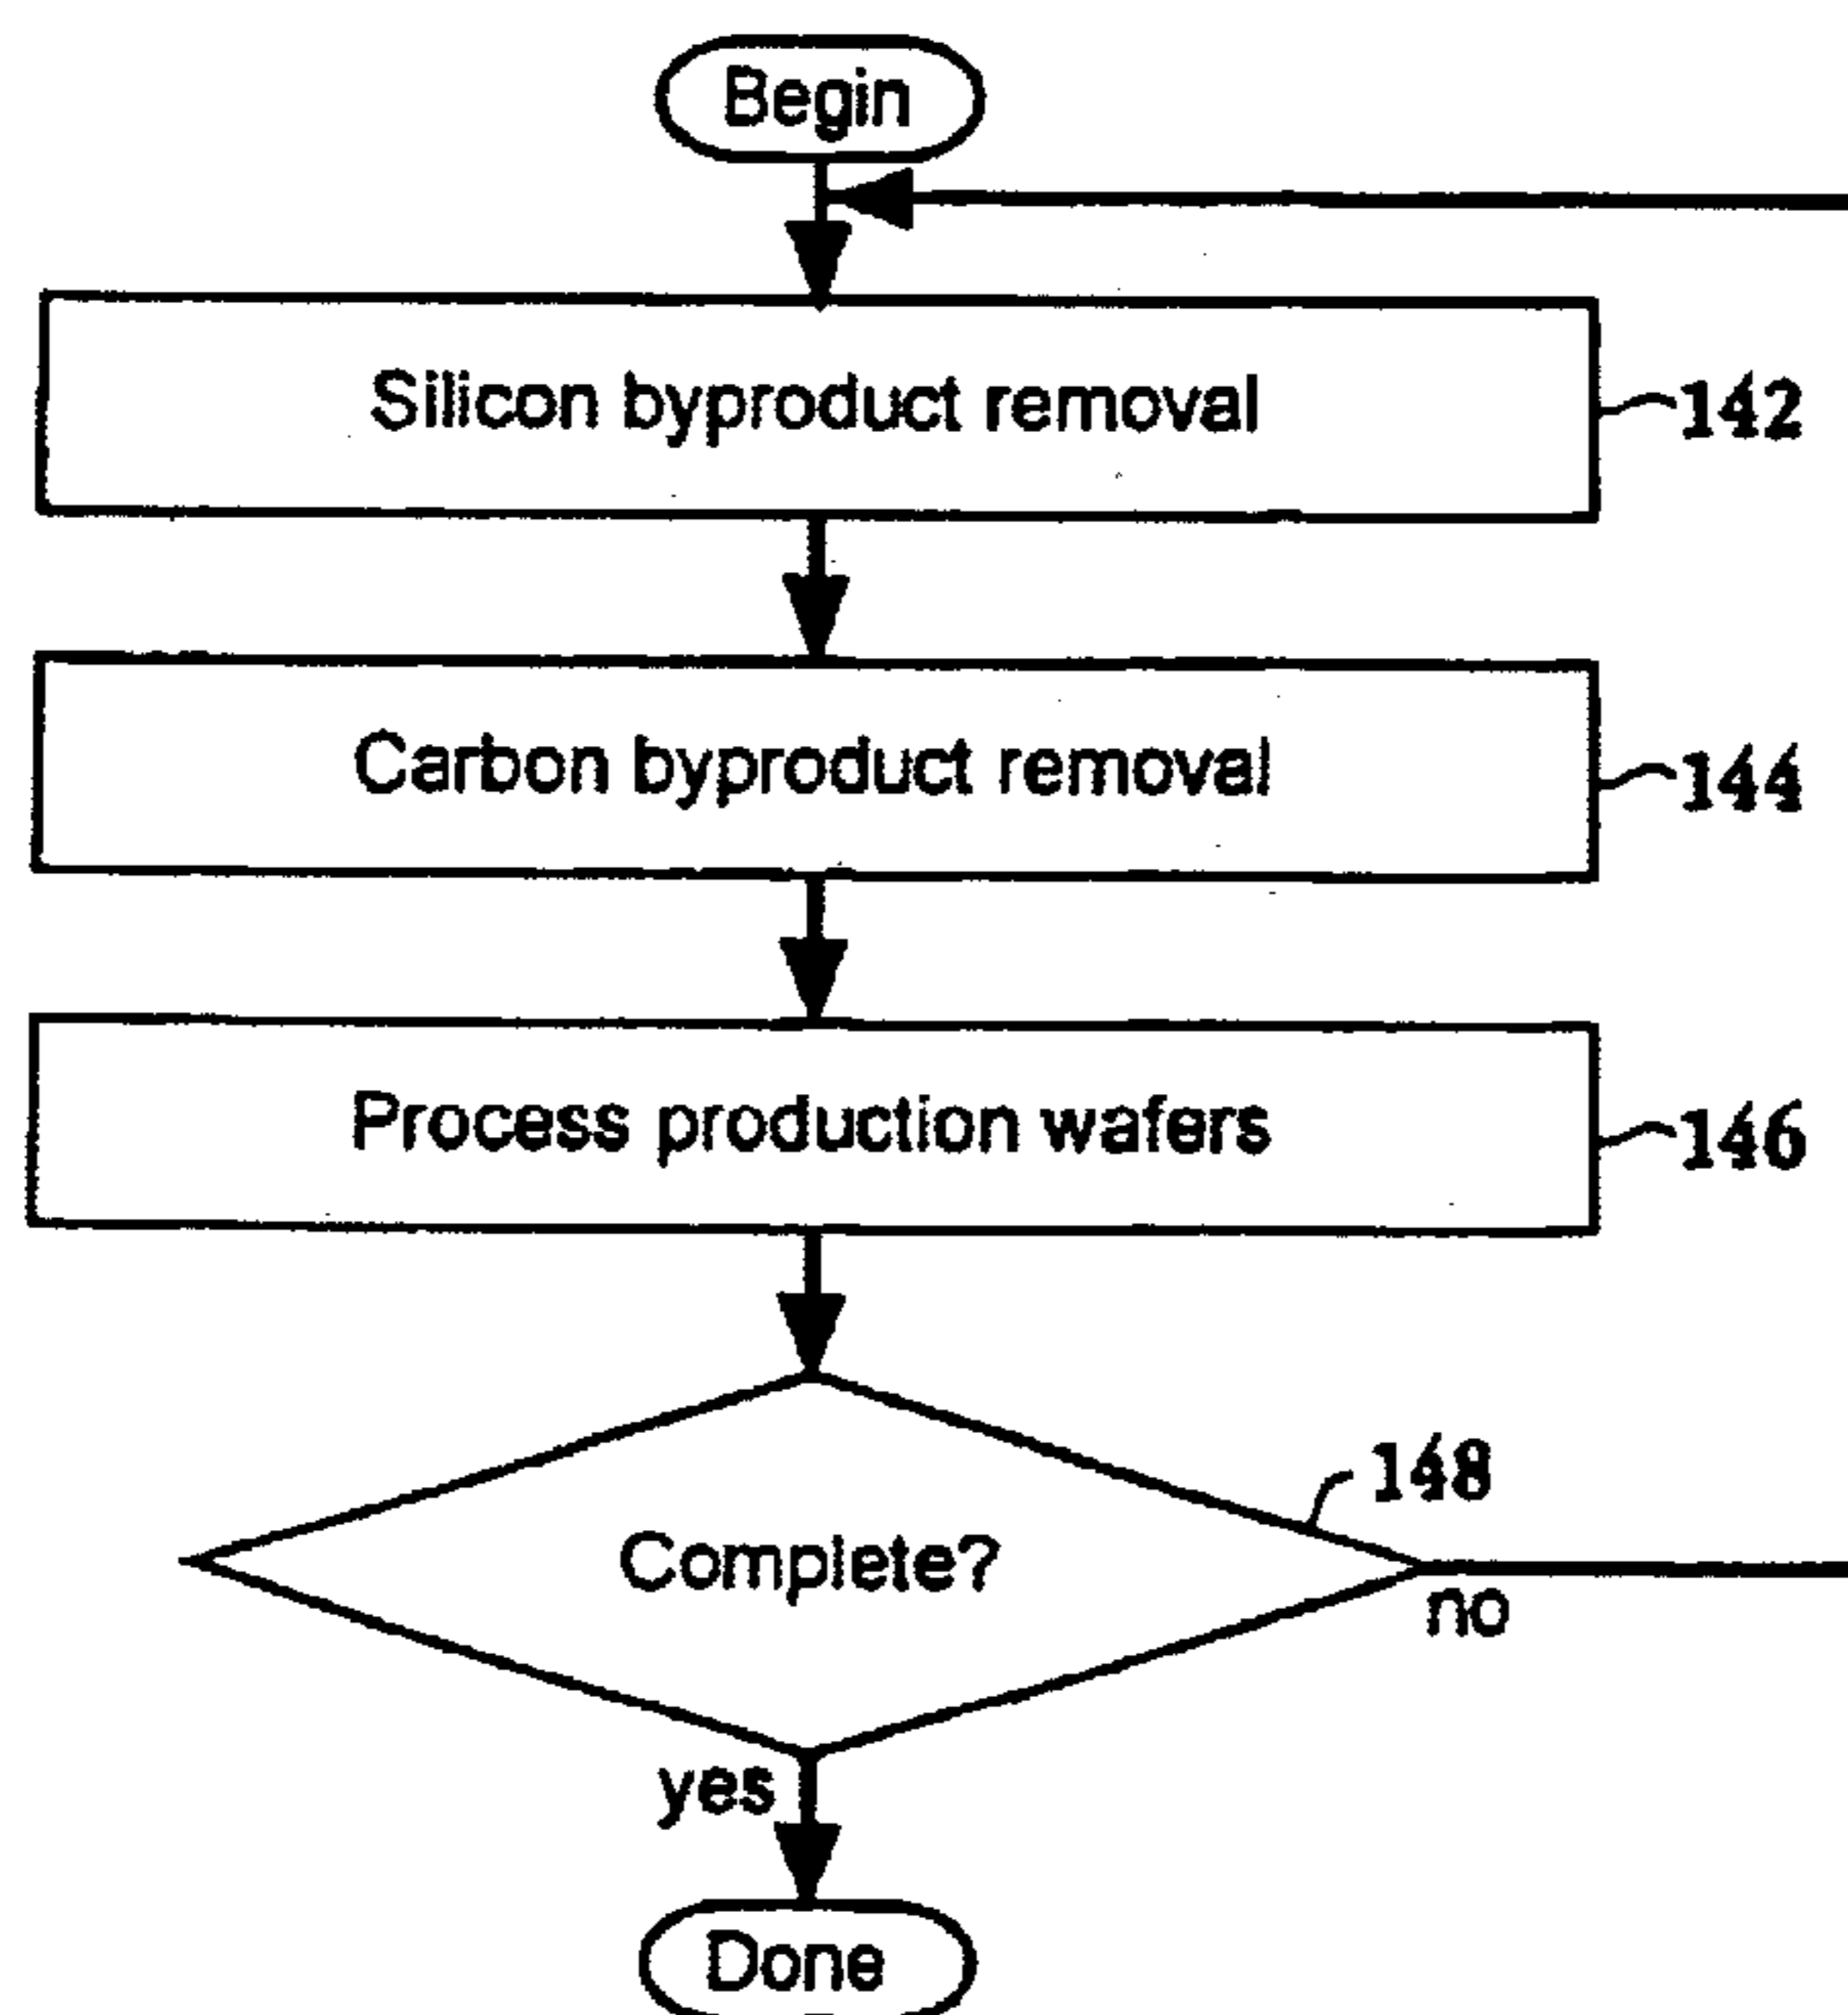 Begin
Silicon byproduct removal
142
Carbon byproduct removal
144
Process production wafers
146
148
Complete?
no
yes
Done